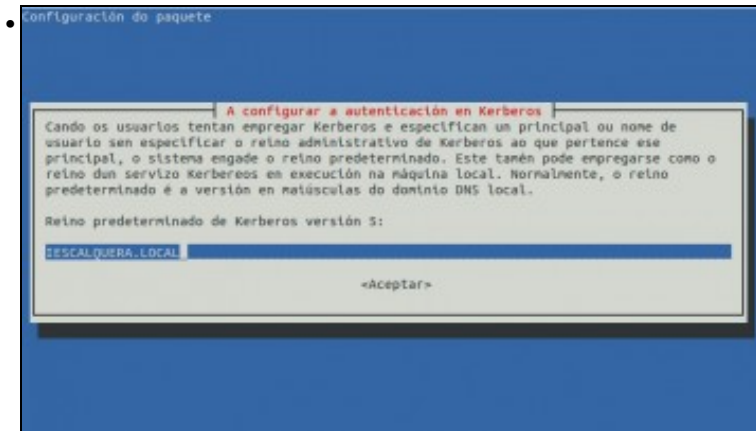 Configuración do paquete
A configurar a autenticación en Kerberos
Cando os usuarios tentan empregar Kerberos e especifican un principal ou nome de
usuario sen especificar o reino administrativo de Kerberos ao que pertence ese
principal, o sistema engade o reino predeterminado. Este tamén pode empregarse como o
reino dun servizo Kerbereos en execución na máquina local. Normalmente, o reino
predeterminado é a versión en maiúsculas do dominio DNS local.
Reino predeterminado de Kerberos versión 5:
IESCALQUERA.LOCAL
<Aceptar>